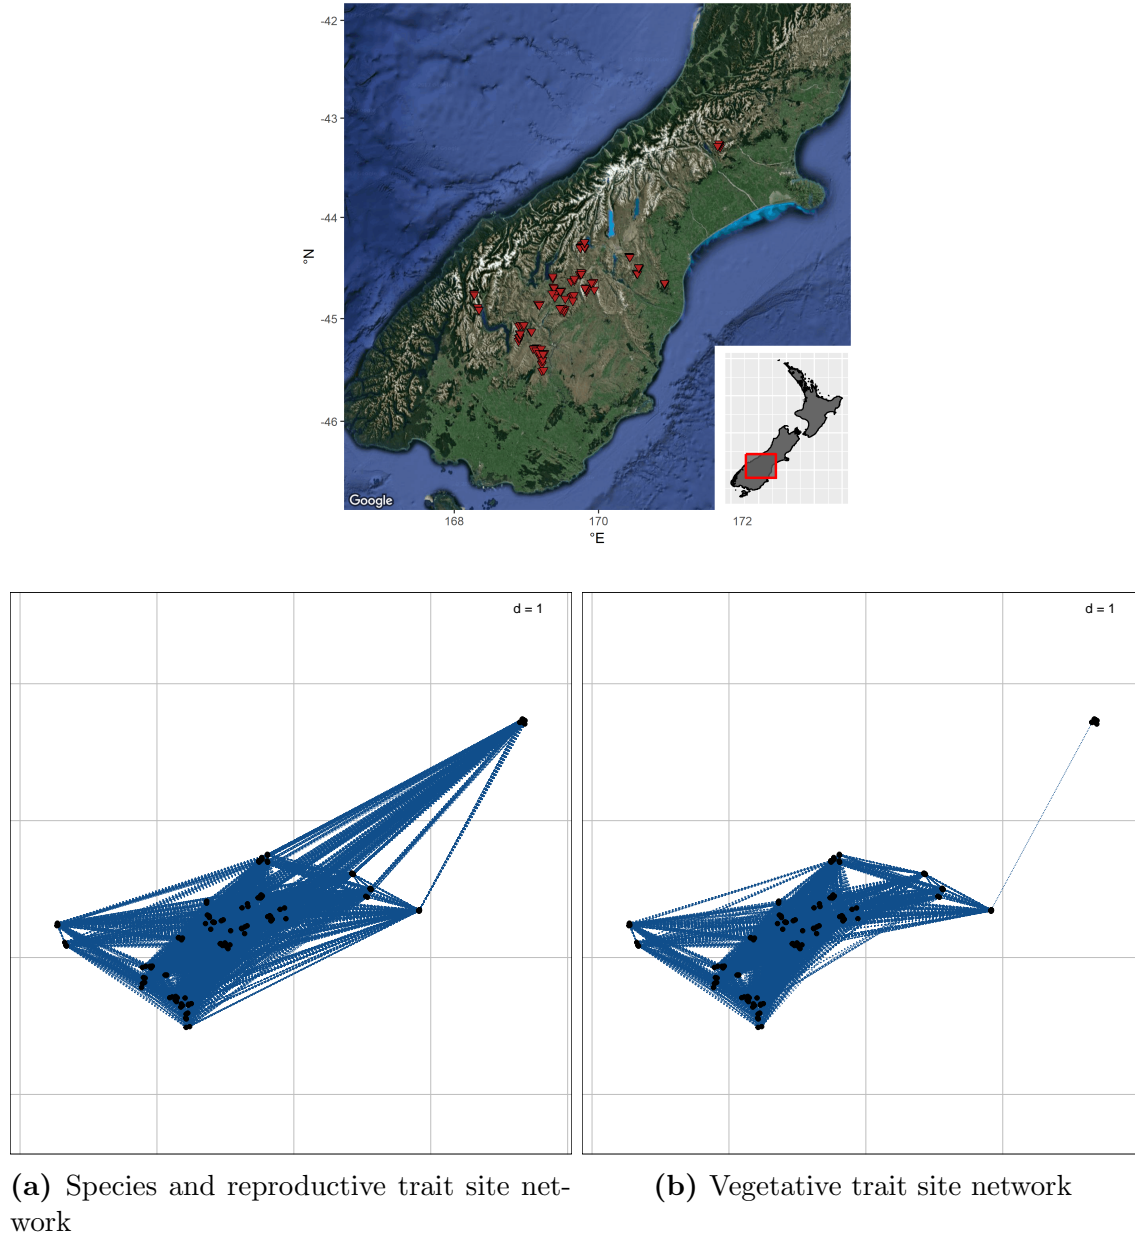 -42
-43
-44
-45
-46
°N
Google
168
170
172
°E
d = 1
d = 1
(a) Species and reproductive trait site net-
work
(b) Vegetative trait site network